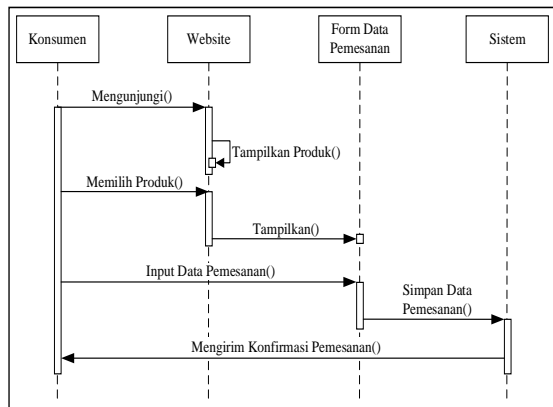 Konsumen
Website
Form Data
Pemesanan
Sistem
Mengunjungi()
Tampilkan Produk()
Memilih Produk()
Tampilkan()
Input Data Pemesanan()
Simpan Data
Pemesanan()
Mengirim Konfirmasi Pemesanan()